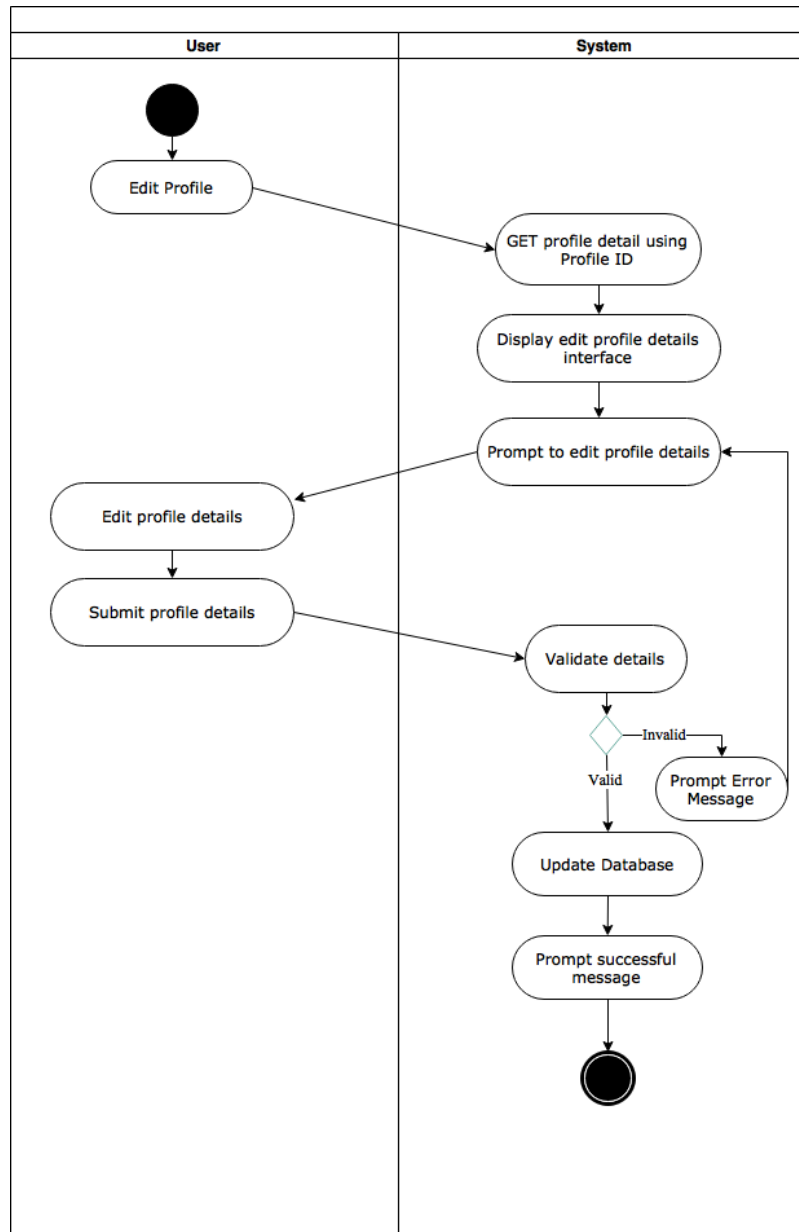 User
System
Edit Profile
GET profile detail using
Profile ID
Display edit profile details
interface
Prompt to edit profile details
Edit profile details
Submit profile details
Validate details
Invalid
Valid
Prompt Error
Message
Update Database
Prompt successful
message